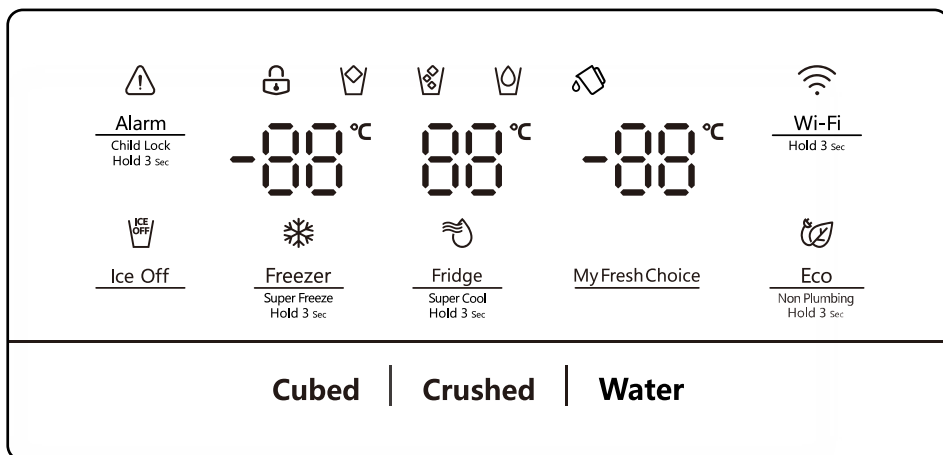 Alarm
Child Lock
Hold 3 Sec
-88 °C
88 °C
-88 °C
Wi-Fi
Hold 3 Sec
ICE
OFF
Ice Off
Freezer
Super Freeze
Hold 3 Sec
Fridge
Super Cool
Hold 3 Sec
My Fresh Choice
Eco
Non Plumbing
Hold 3 Sec
Cubed | Crushed | Water